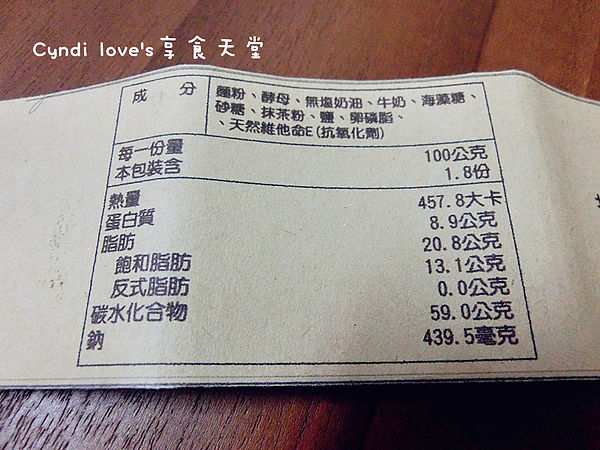 Cyndi love's享食天堂
成 分
麵粉、酵母、無塩奶油、牛奶、海藻糖、
砂糖、抹茶粉、鹽、卵磷脂、
、天然維他命E(抗氧化劑)
每一份量 100公克
本包裝含 1.8份
熱量 457.8大卡
蛋白質 8.9公克
脂肪 20.8公克
飽和脂肪 13.1公克
反式脂肪 0.0公克
碳水化合物 59.0公克
鈉 439.5毫克